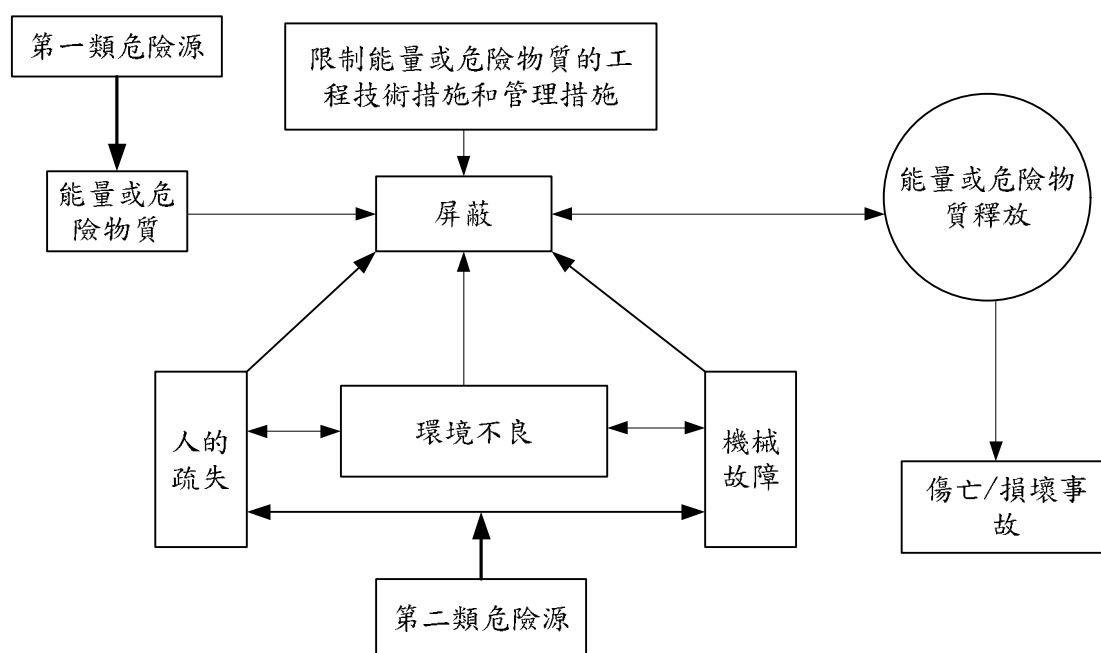 第一類危險源
限制能量或危險物質的工
程技術措施和管理措施
能量或危
險物質
屏蔽
能量或危險物
質釋放
人的
疏失
環境不良
機械
故障
傷亡/損壞事
故
第二類危險源